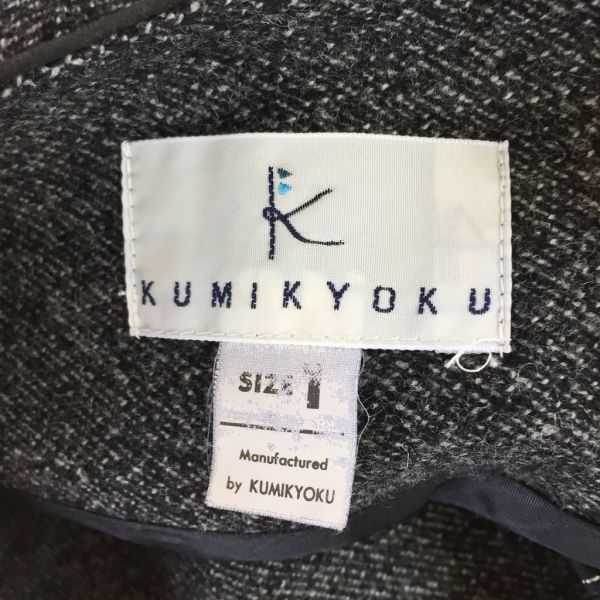 K
KUMIKYOKU
SIZE 1
Manufactured
by KUMIKYOKU